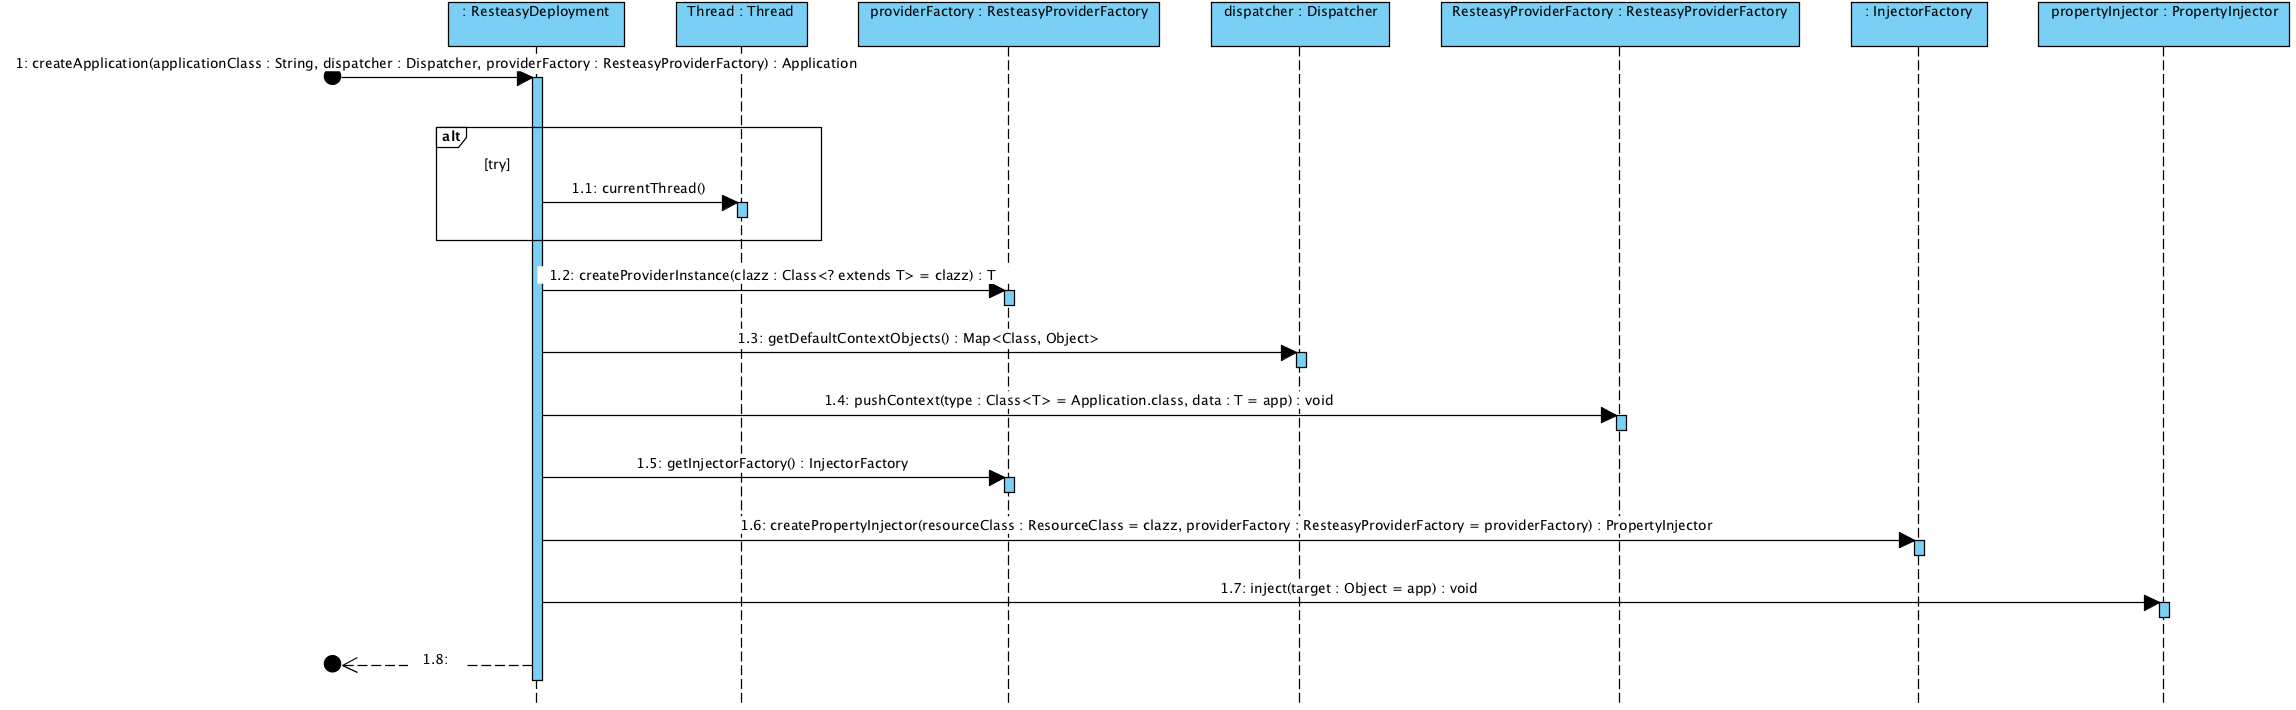 : ResteasyDeployment
Thread : Thread
providerFactory : ResteasyProviderFactory
dispatcher : Dispatcher
ResteasyProviderFactory : ResteasyProviderFactory
: InjectorFactory
propertyInjector : PropertyInjector
1: createApplication(applicationClass : String, dispatcher : Dispatcher, providerFactory : ResteasyProviderFactory) : Application
alt
[try]
1.1: currentThread()
1.2: createProviderInstance(clazz : Class<? extends T> = clazz) : T
1.3: getDefaultContextObjects() : Map<Class, Object>
1.4: pushContext(type : Class<T> = Application.class, data : T = app) : void
1.5: getInjectorFactory() : InjectorFactory
1.6: createPropertyInjector(resourceClass : ResourceClass = clazz, providerFactory : ResteasyProviderFactory = providerFactory) : PropertyInjector
1.7: inject(target : Object = app) : void
1.8: